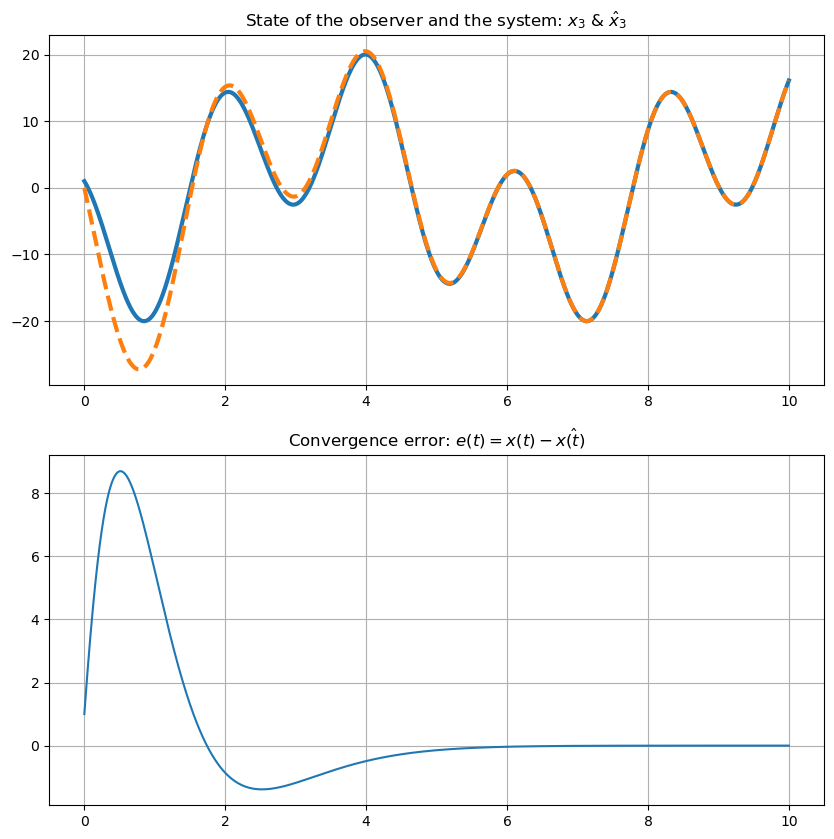 State of the observer and the system: $x_3$ & $\hat{x}_3$
20
10
0
−10
−20
0 2 4 6 8 10
Convergence error: $e(t) = x(t) - x\hat{(t)}$
8
6
4
2
0
0 2 4 6 8 10